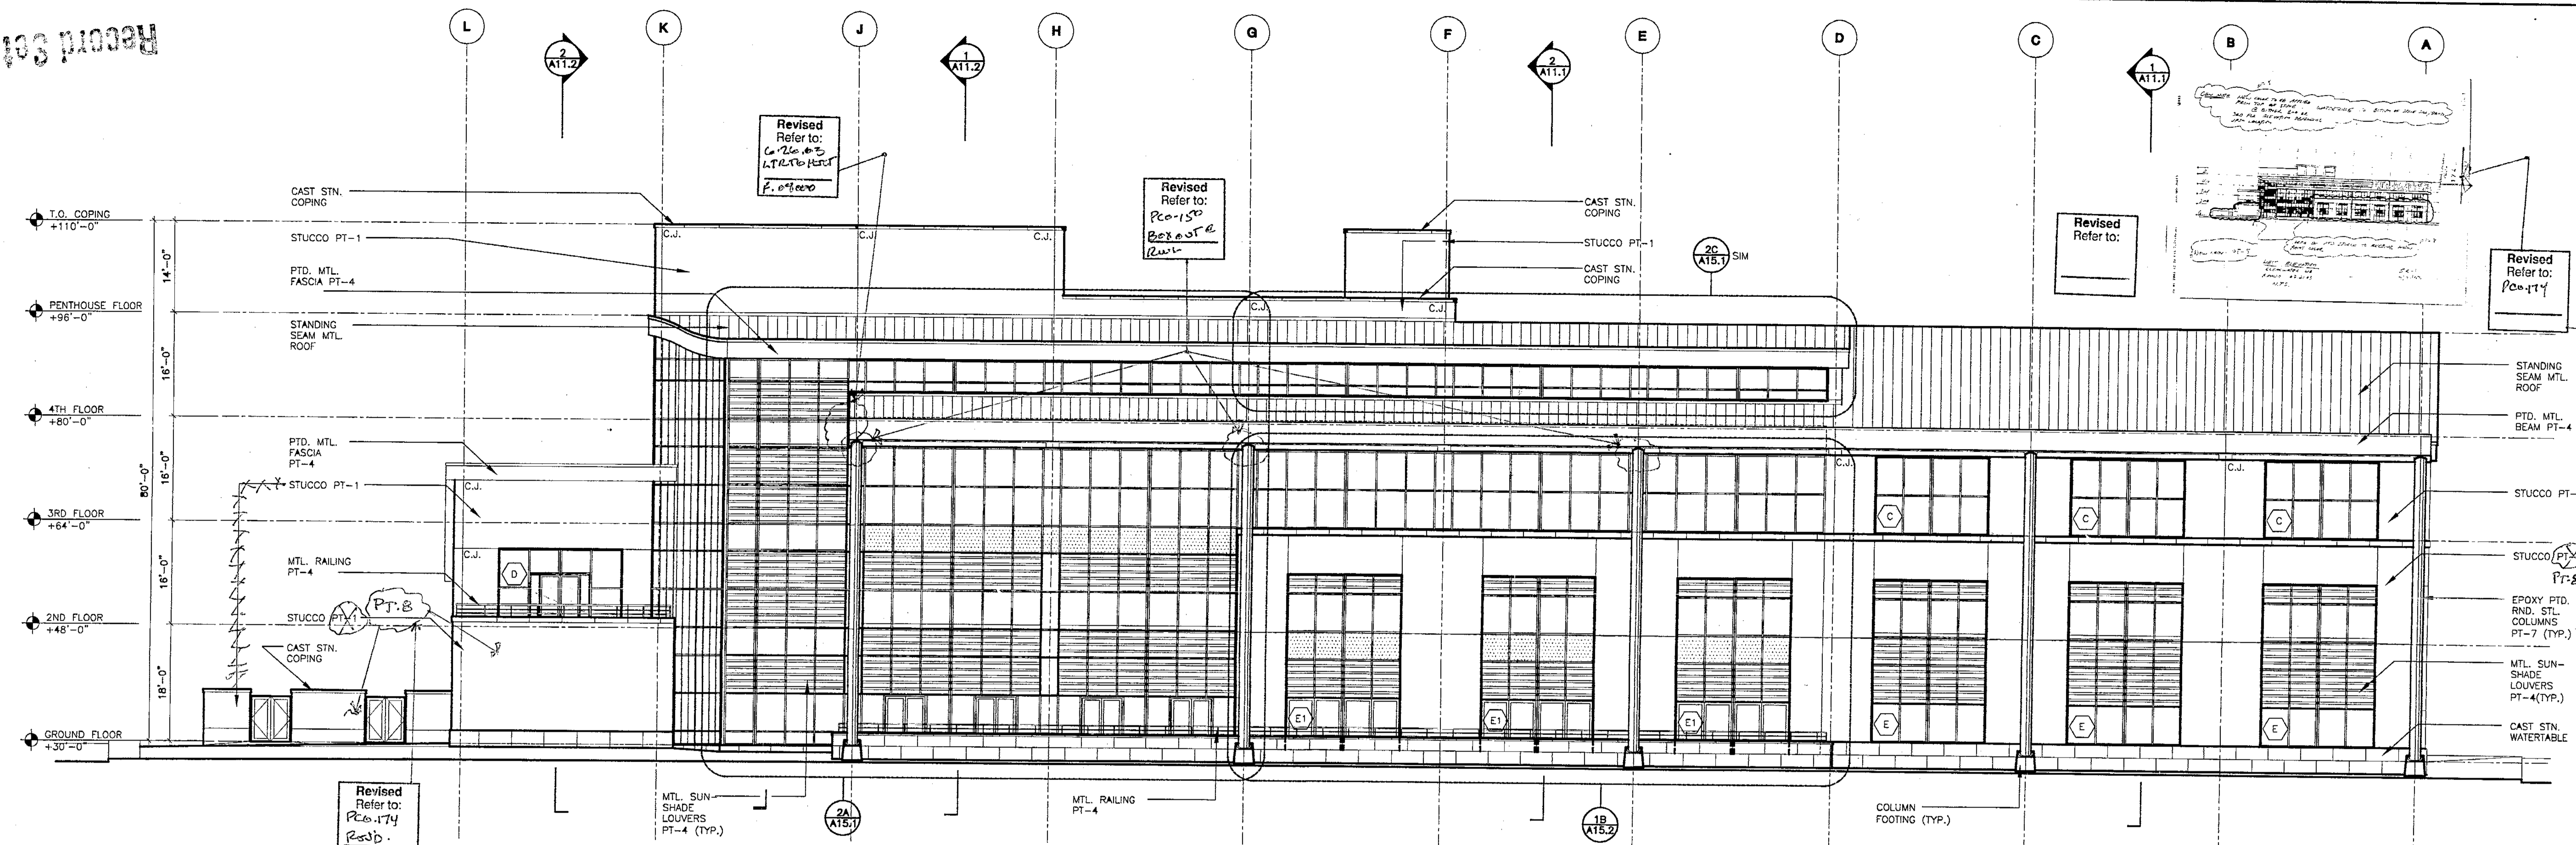 Record Set
L
K
J
H
G
F
E
D
C
B
A
2
A11.2
1
A11.2
2
A11.1
1
A11.1
Revised
Refer to:
6.26.03
Revised
Refer to:
PCO-150
BOX OUT @
RWL
Revised
Refer to:
Revised
Refer to:
PCO.174
T.O. COPING
+110'-0"
PENTHOUSE FLOOR
+96'-0"
4TH FLOOR
+80'-0"
3RD FLOOR
+64'-0"
2ND FLOOR
+48'-0"
GROUND FLOOR
+30'-0"
14'-0"
16'-0"
16'-0"
16'-0"
18'-0"
80'-0"
CAST STN.
COPING
STUCCO PT-1
PTD. MTL.
FASCIA PT-4
STANDING
SEAM MTL.
ROOF
PTD. MTL.
FASCIA
PT-4
STUCCO PT-1
MTL. RAILING
PT-4
STUCCO PT-1
PT-8
CAST STN.
COPING
C.J.
C.J.
C.J.
C.J.
C.J.
C.J.
C.J.
C.J.
C.J.
CAST STN.
COPING
STUCCO PT-1
CAST STN.
COPING
2C
A15.1
SIM
D
C
C
C
E1
E1
E1
E
E
E
STANDING
SEAM MTL.
ROOF
PTD. MTL.
BEAM PT-4
STUCCO PT-
STUCCO PT-
PT-8
EPOXY PTD.
RND. STL.
COLUMNS
PT-7 (TYP.)
MTL. SUN-
SHADE
LOUVERS
PT-4(TYP.)
CAST STN.
WATERTABLE
Revised
Refer to:
PCO.174
MTL. SUN-
SHADE
LOUVERS
PT-4 (TYP.)
2A
A15.1
MTL. RAILING
PT-4
1B
A15.2
COLUMN
FOOTING (TYP.)